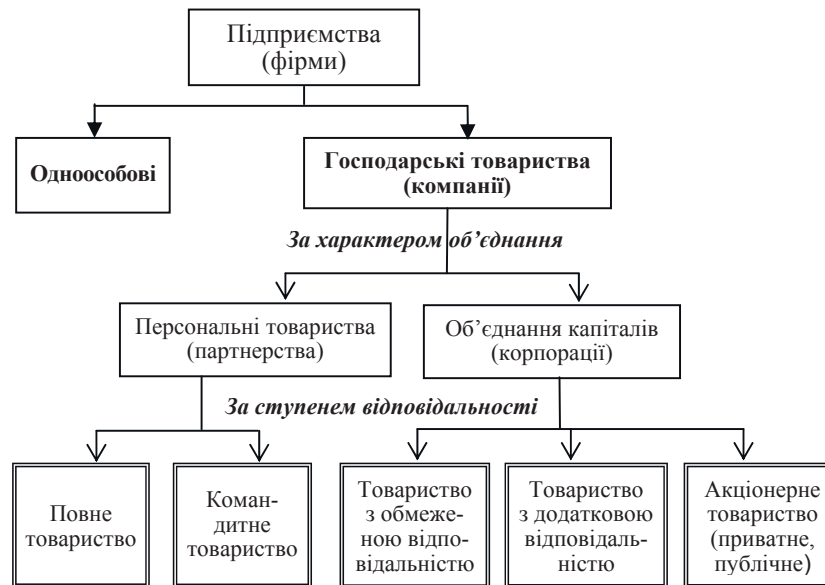 Підприємства
(фірми)
Одноособові
Господарські товариства
(компанії)
За характером об’єднання
Персональні товариства
(партнерства)
Об’єднання капіталів
(корпорації)
За ступенем відповідальності
Повне
товариство
Коман-
дитне
товариство
Товариство
з обмеже-
ною відпо-
відальністю
Товариство
з додатковою
відповідаль-
ністю
Акціонерне
товариство
(приватне,
публічне)